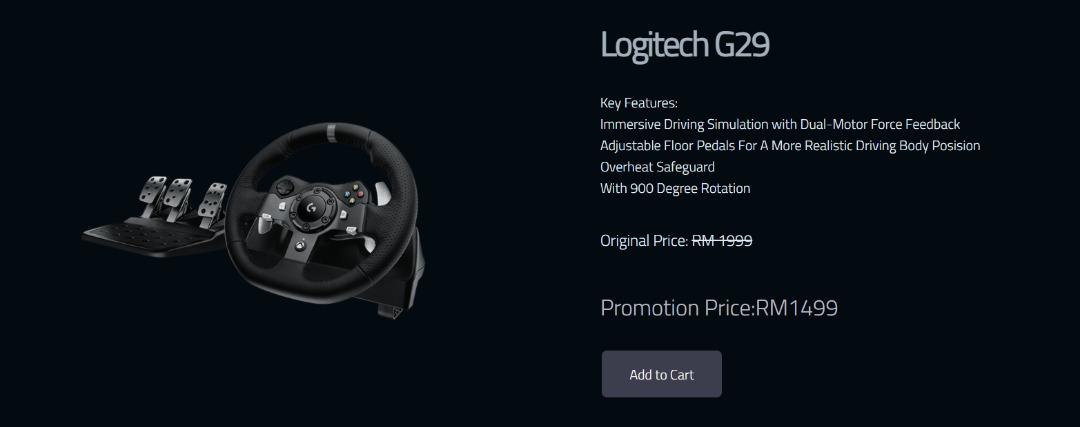 Logitech G29
Key Features:
Immersive Driving Simulation with Dual-Motor Force Feedback
Adjustable Floor Pedals For A More Realistic Driving Body Posision
Overheat Safeguard
With 900 Degree Rotation
Original Price: RM 1999
Promotion Price:RM1499
Add to Cart